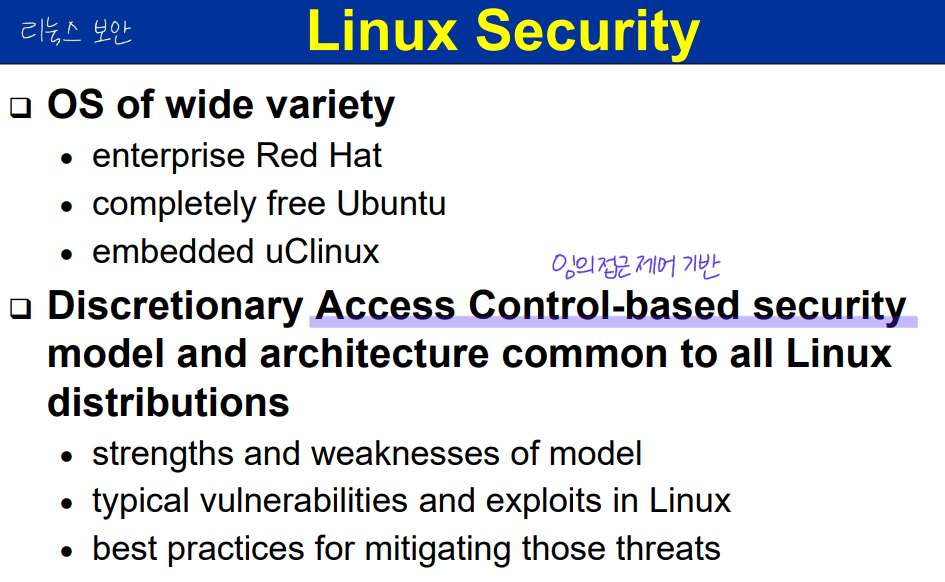 리눅스 보안
Linux Security
❑ OS of wide variety
• enterprise Red Hat
• completely free Ubuntu
• embedded uClinux
임의접근 제어 기반
❑ Discretionary Access Control-based security
model and architecture common to all Linux
distributions
• strengths and weaknesses of model
• typical vulnerabilities and exploits in Linux
• best practices for mitigating those threats